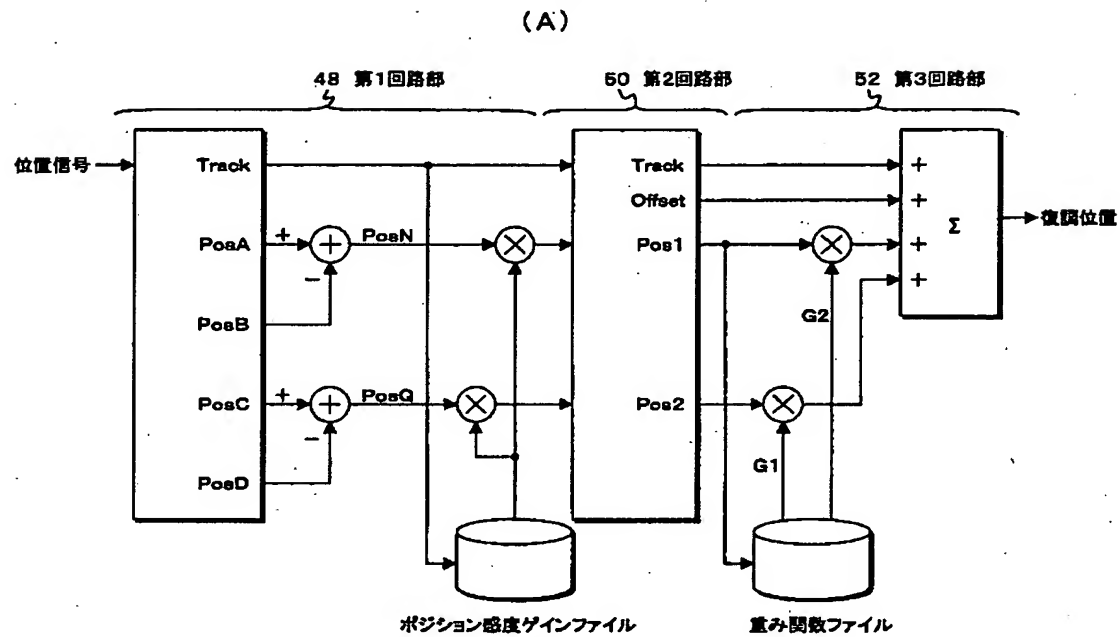 (A)
48 第1回路部
50 第2回路部
52 第3回路部
位置信号
Track
PosA
PosB
PosC
PosD
+
−
+
−
+
+
PosN
PosQ
×
×
Track
Offset
Pos1
Pos2
×
×
G2
G1
+
+
+
+
Σ
復調位置
ポジション感度ゲインファイル
重み関数ファイル